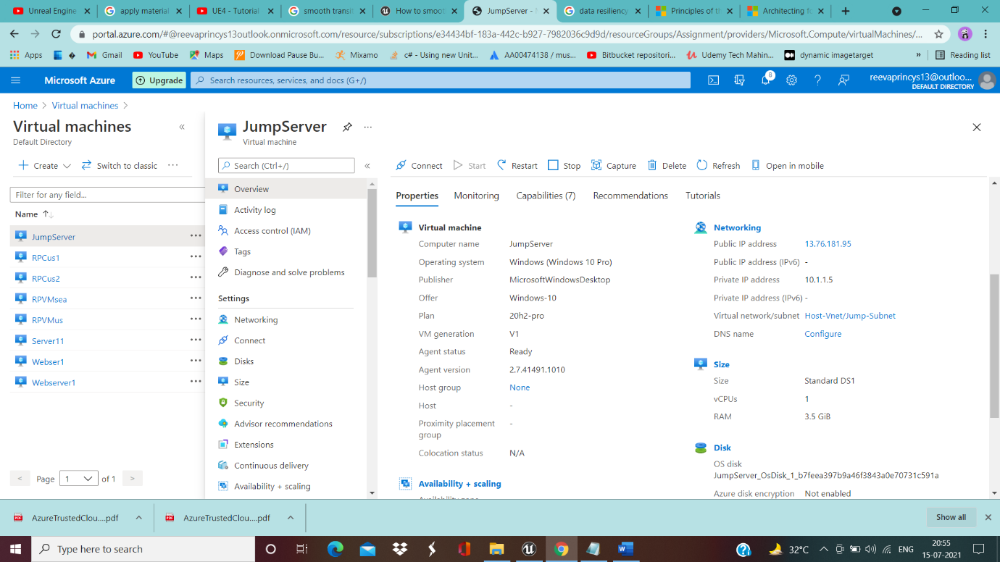 Unreal Engine
apply material
UE4 - Tutorial
smooth transit
How to smoot
JumpServer -
data resiliency
Principles of th
Architecting fo
portal.azure.com/#@reevaprincys13outlook.onmicrosoft.com/resource/subscriptions/e34434bf-183a-442c-b927-7982036c9d9d/resourceGroups/Assignment/providers/Microsoft.Compute/virtualMachines/...
Apps
Gmail
YouTube
Maps
Download Pause Bu...
Mixamo
c# - Using new Unit...
AA00474138 / mus...
Bitbucket repositori...
Udemy Tech Mahin...
dynamic imagetarget
»
Reading list
Microsoft Azure
Upgrade
Search resources, services, and docs (G+/)
8
reevaprincys13@outloo...
DEFAULT DIRECTORY
Home > Virtual machines >
Virtual machines
«
Default Directory
JumpServer
...
Virtual machine
Create
Switch to classic
...
Filter for any field...
Name
JumpServer ...
RPCus1 ...
RPCus2 ...
RPVMsea ...
RPVMus ...
Server11 ...
Webser1 ...
Webserver1 ...
< Page 1 of 1 >
Search (Ctrl+/)
«
Overview
Activity log
Access control (IAM)
Tags
Diagnose and solve problems
Settings
Networking
Connect
Disks
Size
Security
Advisor recommendations
Extensions
Continuous delivery
Availability + scaling
Connect
Start
Restart
Stop
Capture
Delete
Refresh
Open in mobile
Properties
Monitoring
Capabilities (7)
Recommendations
Tutorials
Virtual machine
Computer name JumpServer
Operating system Windows (Windows 10 Pro)
Publisher MicrosoftWindowsDesktop
Offer Windows-10
Plan 20h2-pro
VM generation V1
Agent status Ready
Agent version 2.7.41491.1010
Host group None
Host -
Proximity placement -
group
Colocation status N/A
Availability + scaling
Availability zone
Networking
Public IP address 13.76.181.95
Public IP address (IPv6) -
Private IP address 10.1.1.5
Private IP address (IPv6) -
Virtual network/subnet Host-Vnet/Jump-Subnet
DNS name Configure
Size
Size Standard DS1
vCPUs 1
RAM 3.5 GiB
Disk
OS disk
JumpServer_OsDisk_1_b7feea397b9a46f3843a0e70731c591a
Azure disk encryption Not enabled
AzureTrustedClou....pdf
AzureTrustedClou....pdf
Show all
Type here to search
32°C
ENG
20:55
15-07-2021